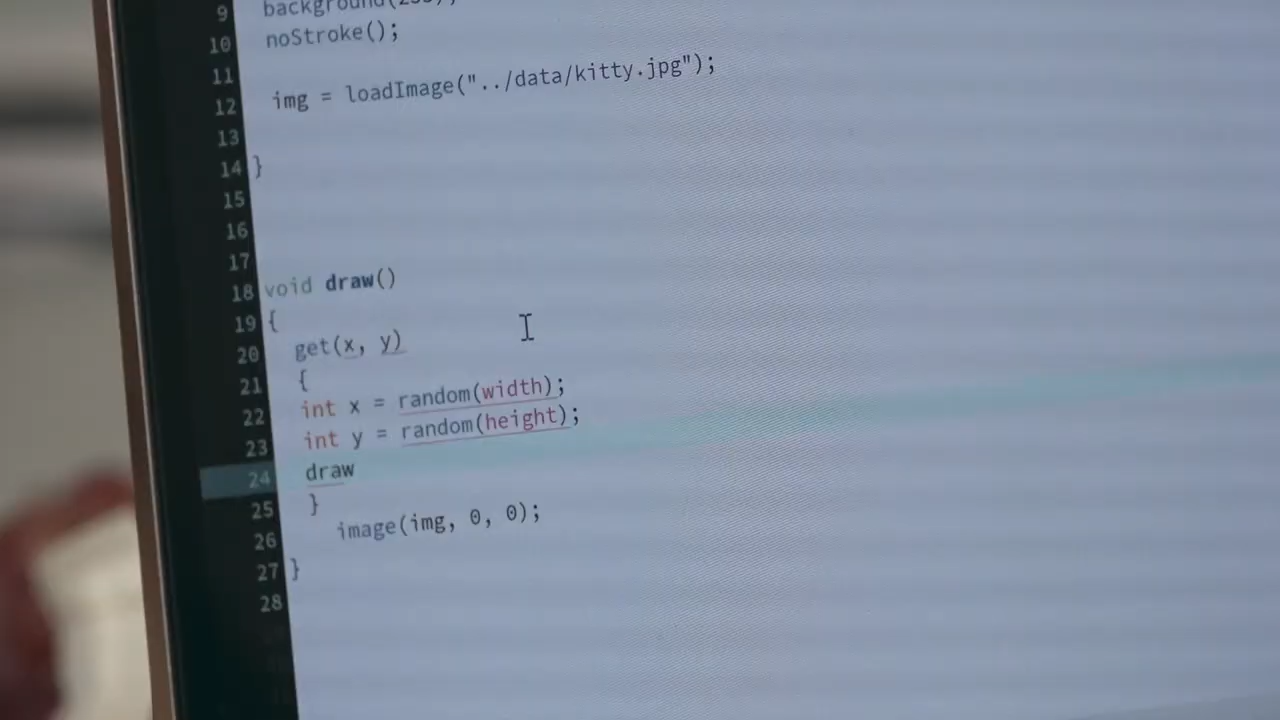 9 background(255);
10 noStroke();
11
12 img = loadImage("../data/kitty.jpg");
13
14 }
15
16
17
18 void draw()
19 {
20 get(x, y)
21 {
22 int x = random(width);
23 int y = random(height);
24 draw
25 }
26 image(img, 0, 0);
27 }
28